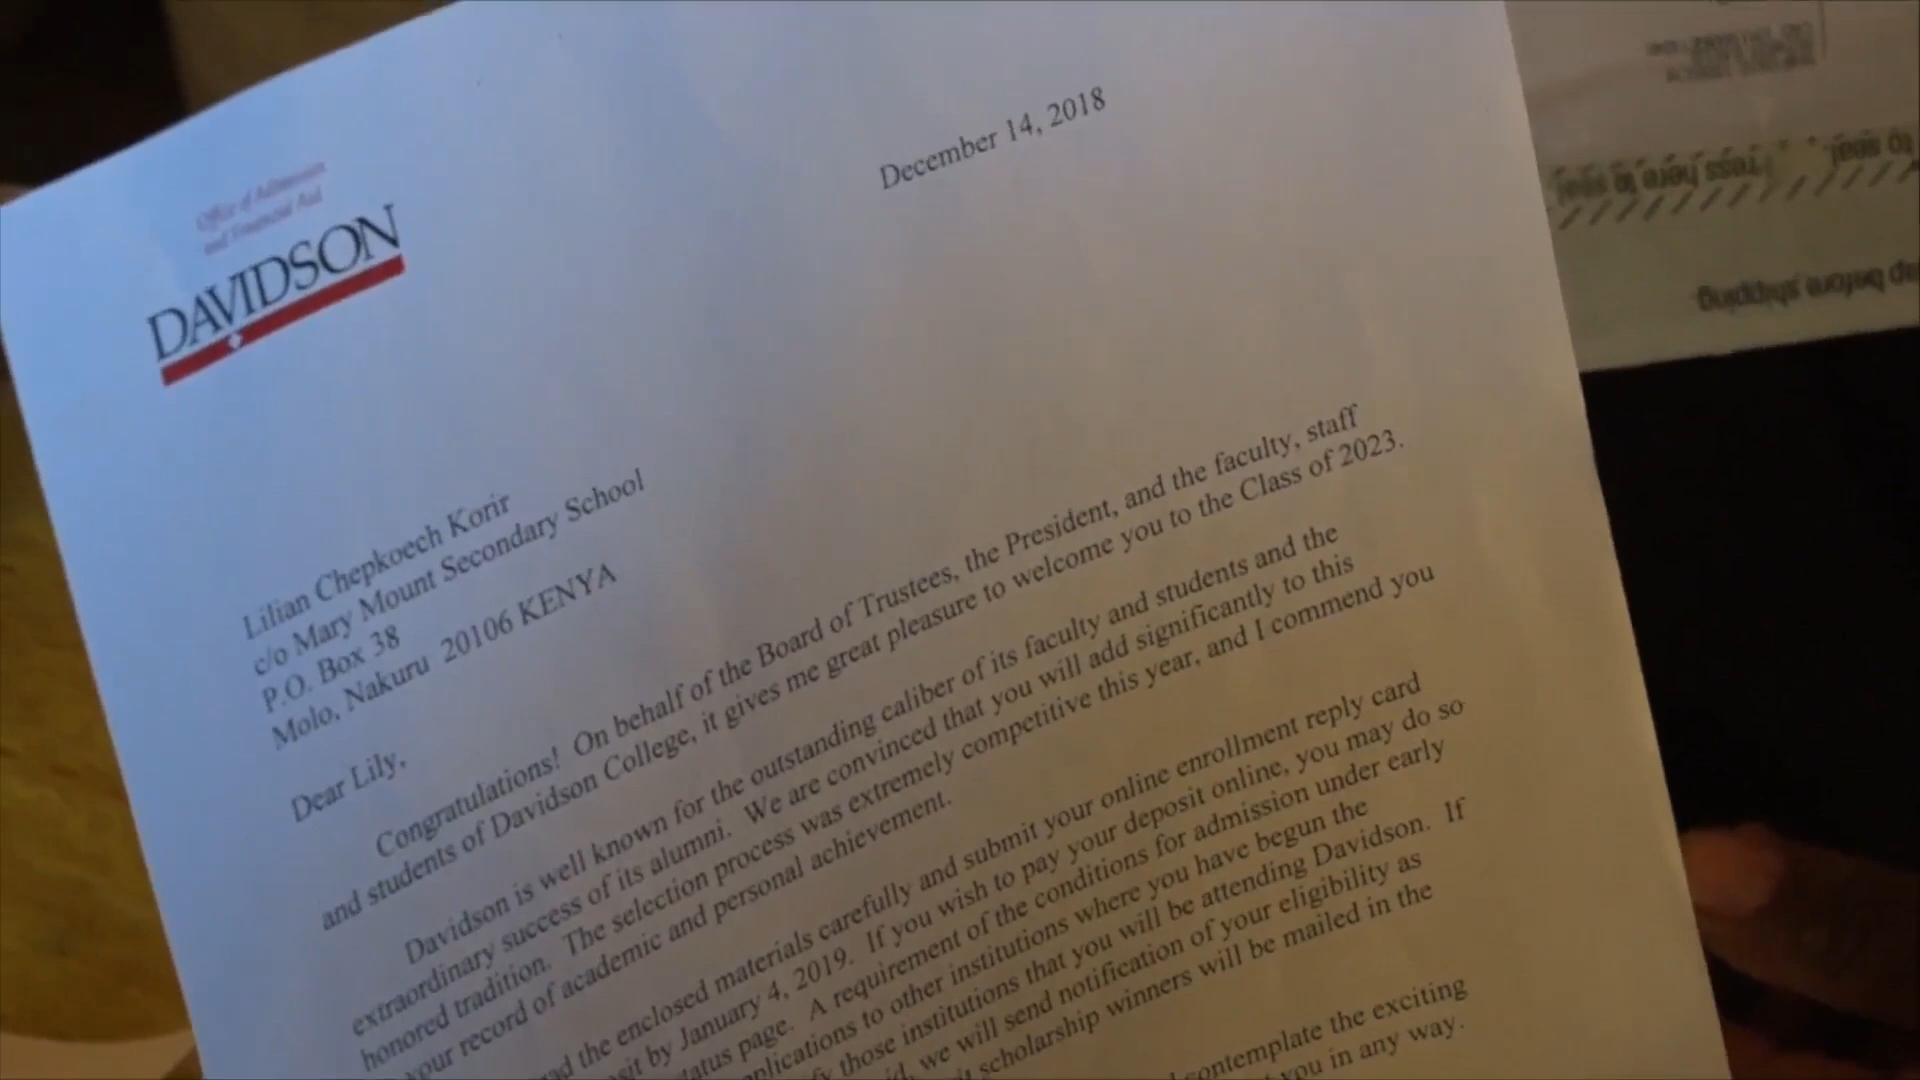 Office of Admission
and Financial Aid
DAVIDSON
December 14, 2018
Lilian Chepkoech Korir
c/o Mary Mount Secondary School
P.O. Box 38
Molo, Nakuru 20106 KENYA
Dear Lily,
Congratulations! On behalf of the Board of Trustees, the President, and the faculty, staff
and students of Davidson College, it gives me great pleasure to welcome you to the Class of 2023.
Davidson is well known for the outstanding caliber of its faculty and students and the
extraordinary success of its alumni. We are convinced that you will add significantly to this
honored tradition. The selection process was extremely competitive this year, and I commend you
your record of academic and personal achievement.
the enclosed materials carefully and submit your online enrollment reply card
by January 4, 2019. If you wish to pay your deposit online, you may do so
page. A requirement of the conditions for admission under early
to other institutions where you have begun the
those institutions that you will be attending Davidson. If
we will send notification of your eligibility as
scholarship winners will be mailed in the
contemplate the exciting
you in any way.
to seal
ress here to seal
before shipping